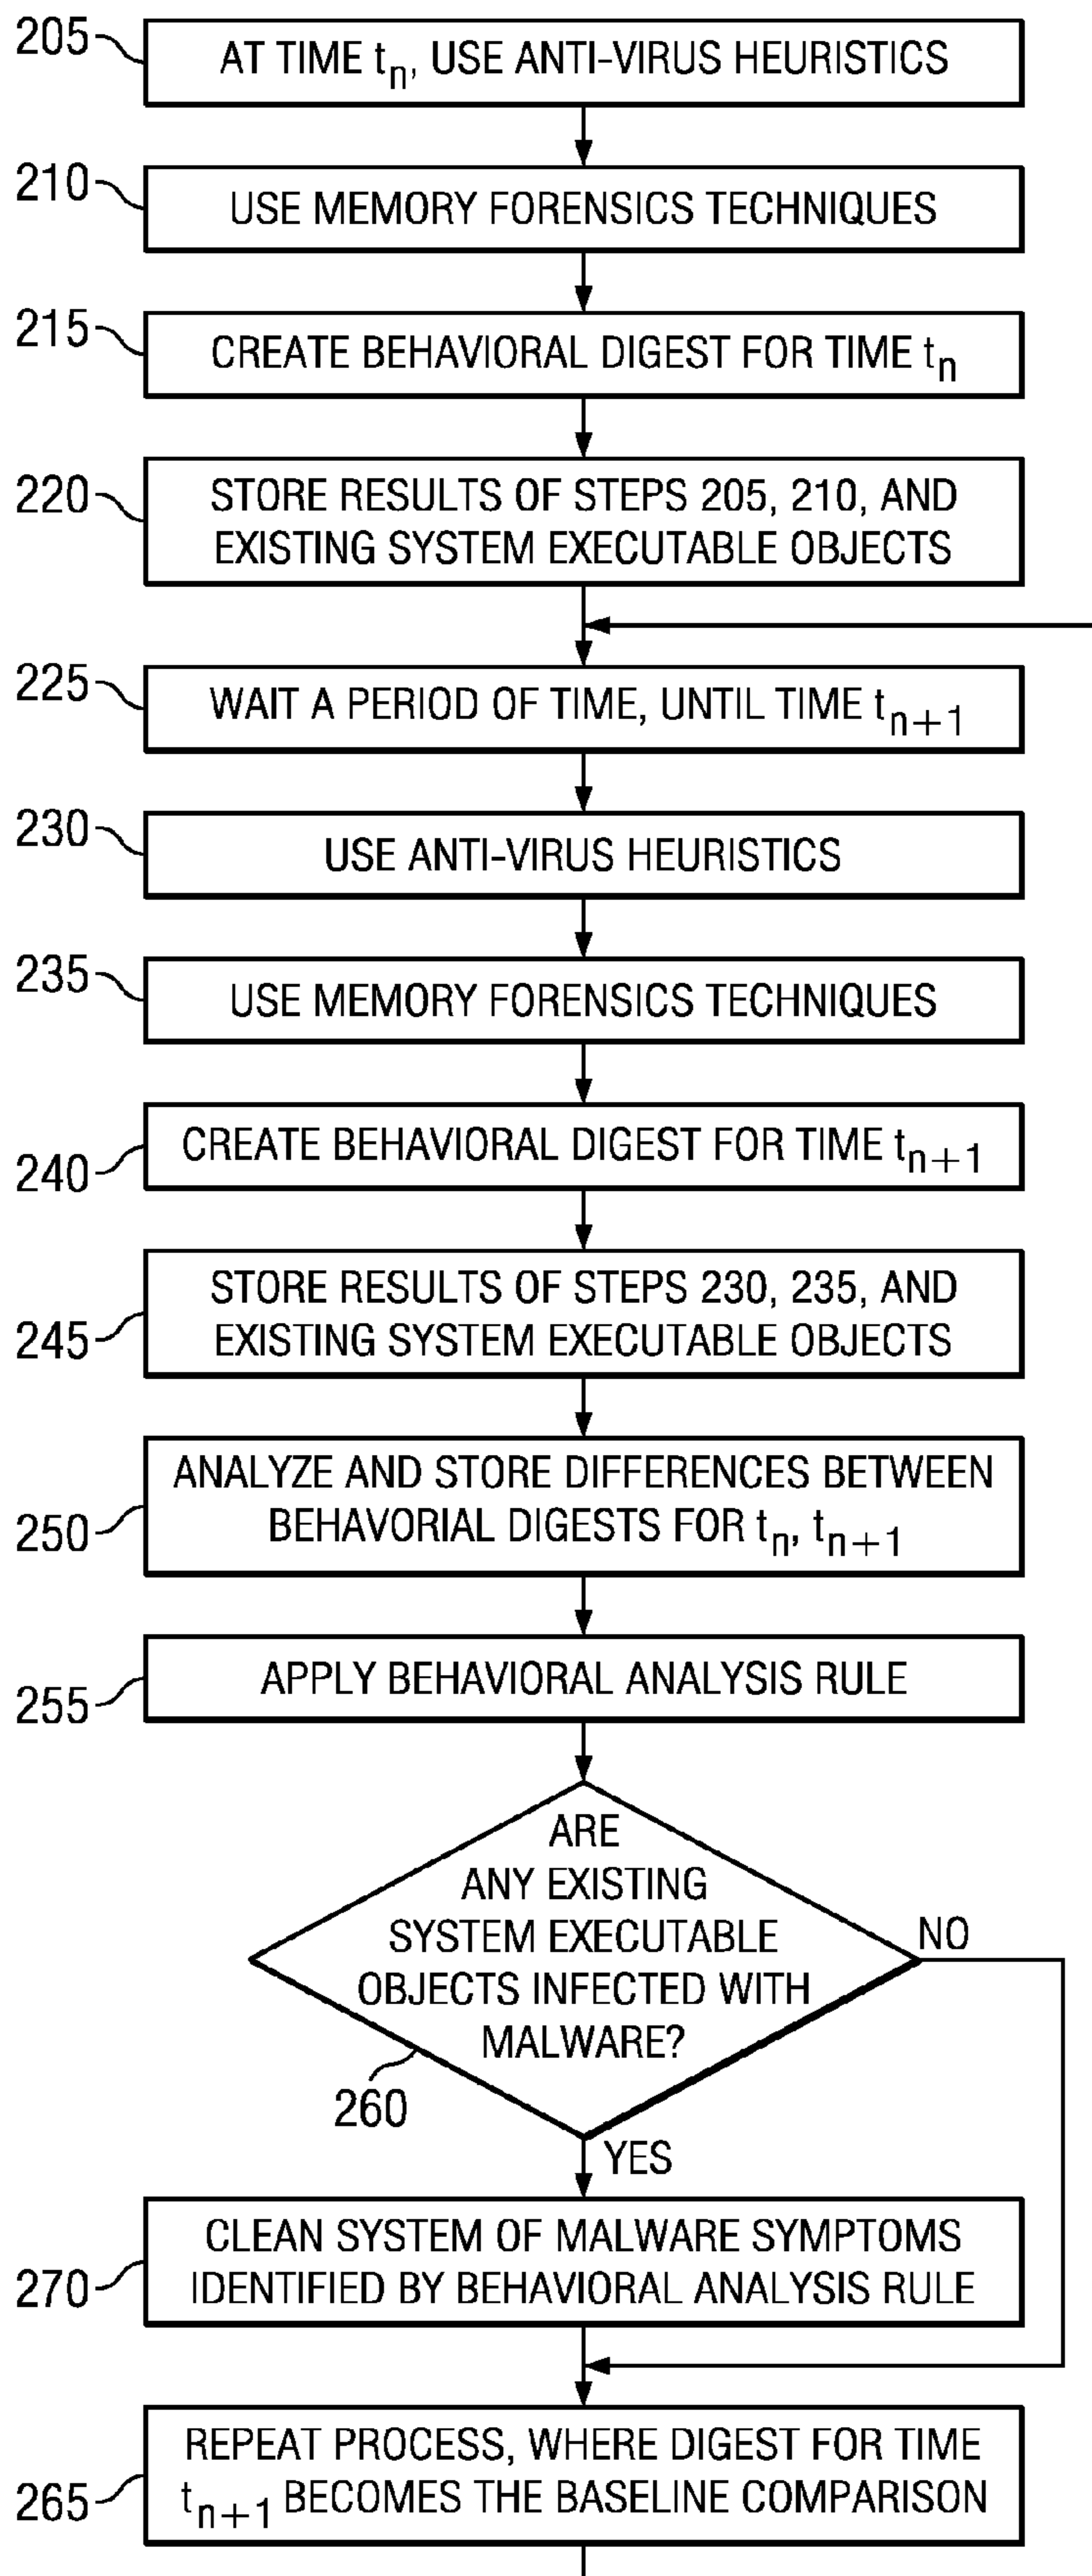 205
AT TIME tn, USE ANTI-VIRUS HEURISTICS
210
USE MEMORY FORENSICS TECHNIQUES
215
CREATE BEHAVIORAL DIGEST FOR TIME tn
220
STORE RESULTS OF STEPS 205, 210, AND
EXISTING SYSTEM EXECUTABLE OBJECTS
225
WAIT A PERIOD OF TIME, UNTIL TIME tn+1
230
USE ANTI-VIRUS HEURISTICS
235
USE MEMORY FORENSICS TECHNIQUES
240
CREATE BEHAVIORAL DIGEST FOR TIME tn+1
245
STORE RESULTS OF STEPS 230, 235, AND
EXISTING SYSTEM EXECUTABLE OBJECTS
250
ANALYZE AND STORE DIFFERENCES BETWEEN
BEHAVORIAL DIGESTS FOR tn, tn+1
255
APPLY BEHAVIORAL ANALYSIS RULE
ARE
ANY EXISTING
SYSTEM EXECUTABLE
OBJECTS INFECTED WITH
MALWARE?
NO
260
YES
270
CLEAN SYSTEM OF MALWARE SYMPTOMS
IDENTIFIED BY BEHAVIORAL ANALYSIS RULE
265
REPEAT PROCESS, WHERE DIGEST FOR TIME
tn+1 BECOMES THE BASELINE COMPARISON